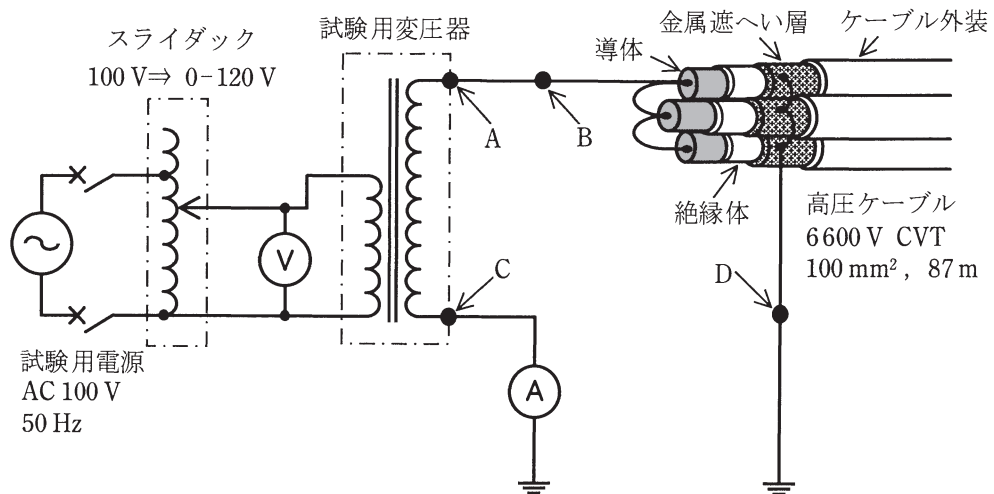 スライダック
100 V⇒ 0-120 V
試験用変圧器
金属遮へい層
ケーブル外装
導体
A
B
絶縁体
高圧ケーブル
6 600 V CVT
100 mm², 87 m
V
C
D
試験用電源
AC 100 V
50 Hz
A